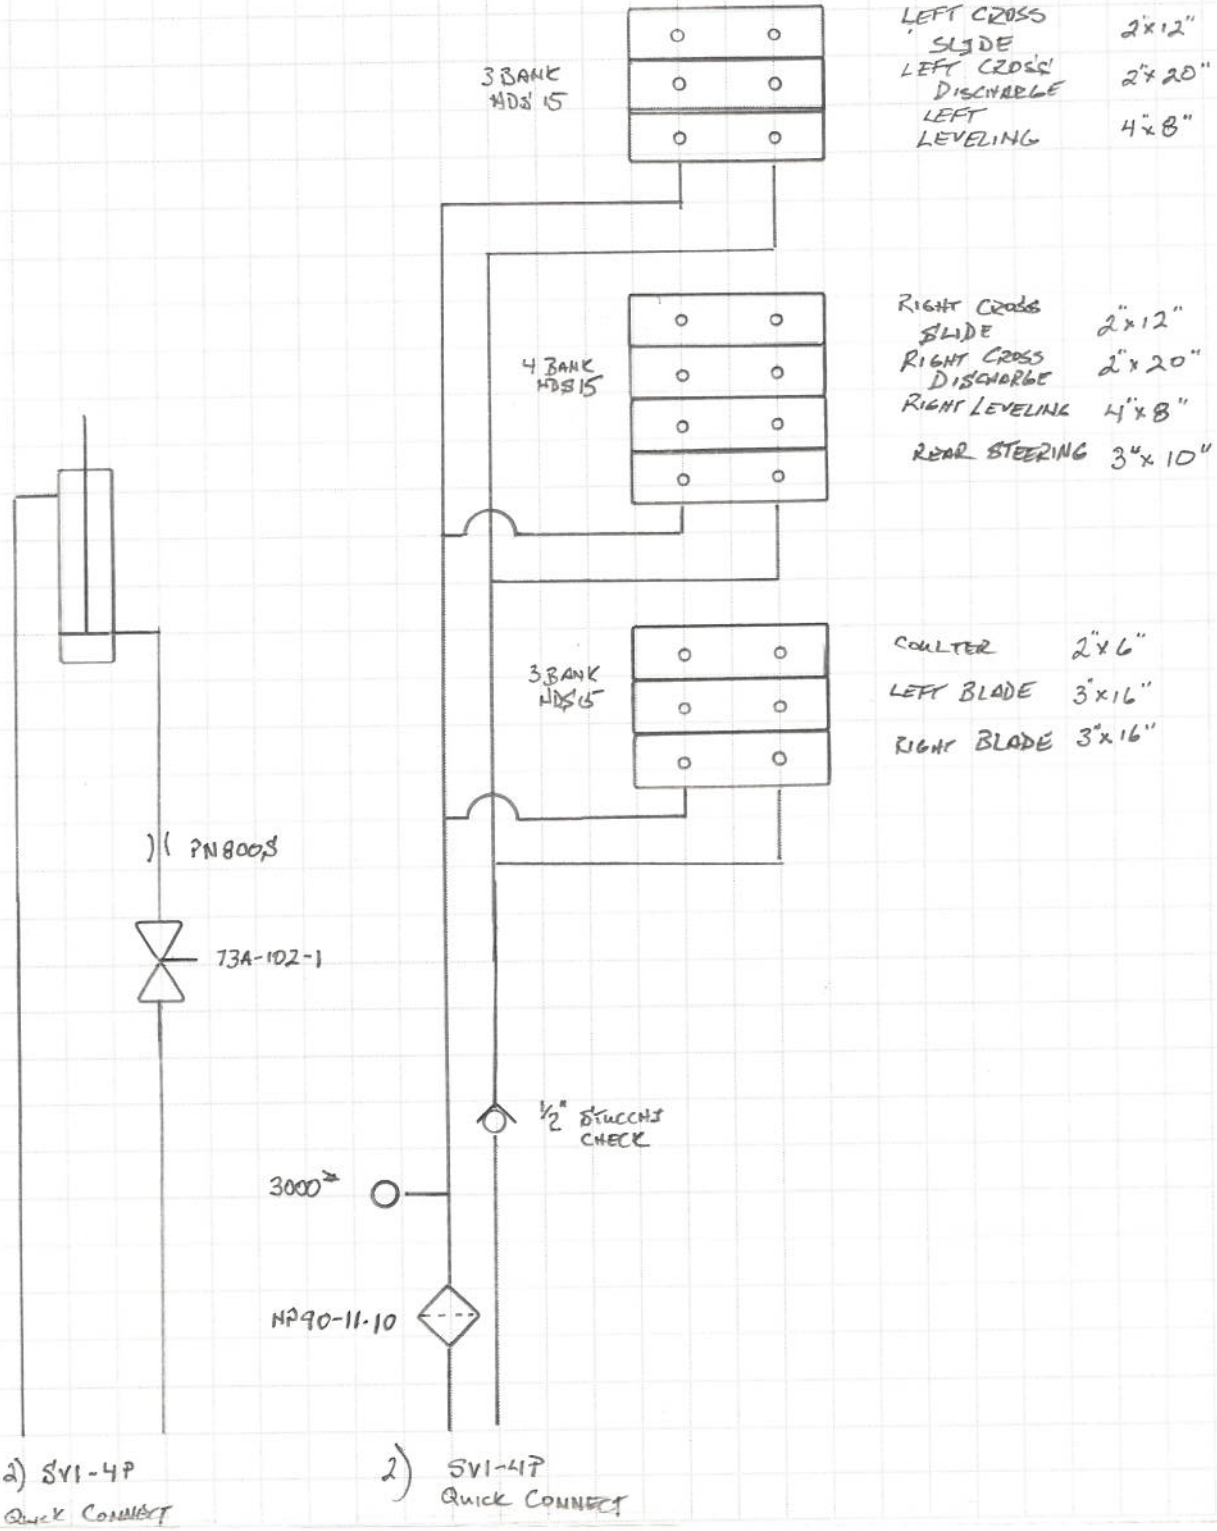 LEFT CROSS
SLIDE
2"x12"
3 BANK
HDS 15
LEFT CROSS
DISCHARGE
2"x20"
LEFT
LEVELING
4"x8"
RIGHT CROSS
SLIDE
2"x12"
4 BANK
HDS15
RIGHT CROSS
DISCHARGE
2"x20"
RIGHT LEVELING 4"x8"
REAR STEERING 3"x10"
3 BANK
HDS15
COULTER 2"x6"
LEFT BLADE 3"x16"
RIGHT BLADE 3"x16"
PN800S
73A-102-1
1/2" STUCCHI
CHECK
3000#
HP90-11-10
2) SV1-4P
QUICK CONNECT
2) SV1-4P
QUICK CONNECT